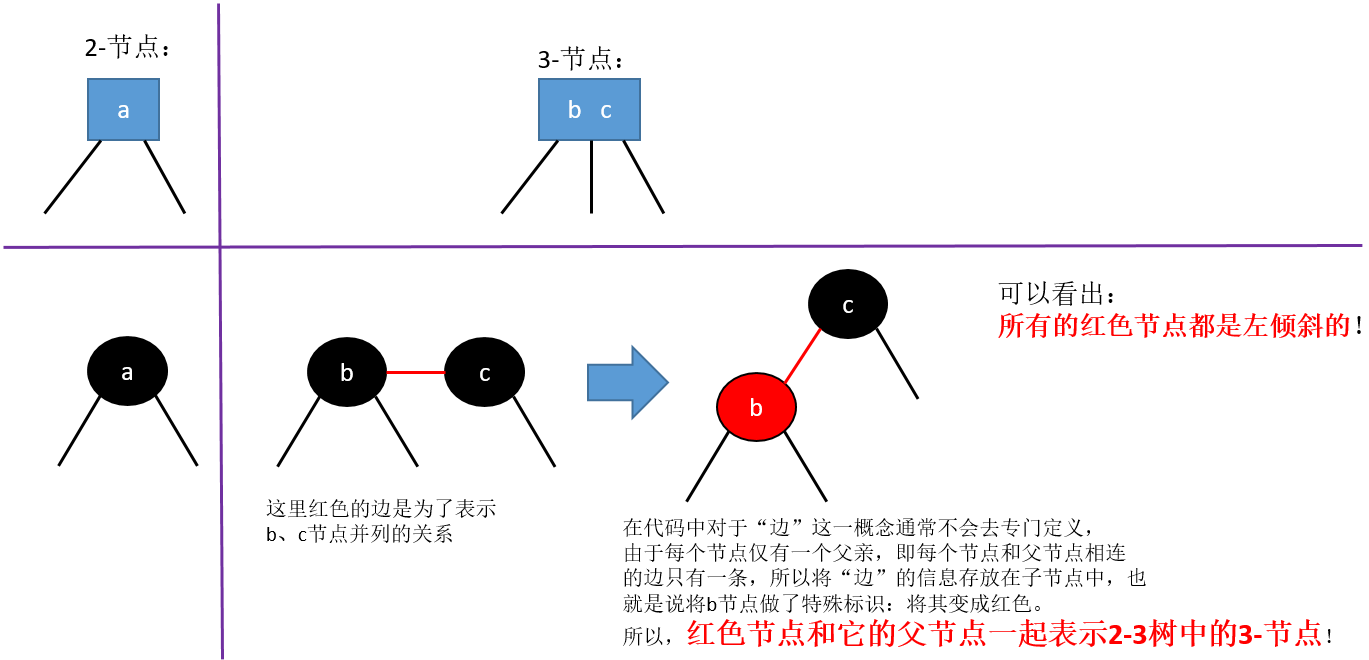 2-节点：
3-节点：
a
b c
可以看出：
所有的红色节点都是左倾斜的！
c
a
b
c
b
这里红色的边是为了表示
b、c节点并列的关系
在代码中对于“边”这一概念通常不会去专门定义，
由于每个节点仅有一个父亲，即每个节点和父节点相连
的边只有一条，所以将“边”的信息存放在子节点中，也
就是说将b节点做了特殊标识：将其变成红色。
所以，红色节点和它的父节点一起表示2-3树中的3-节点！